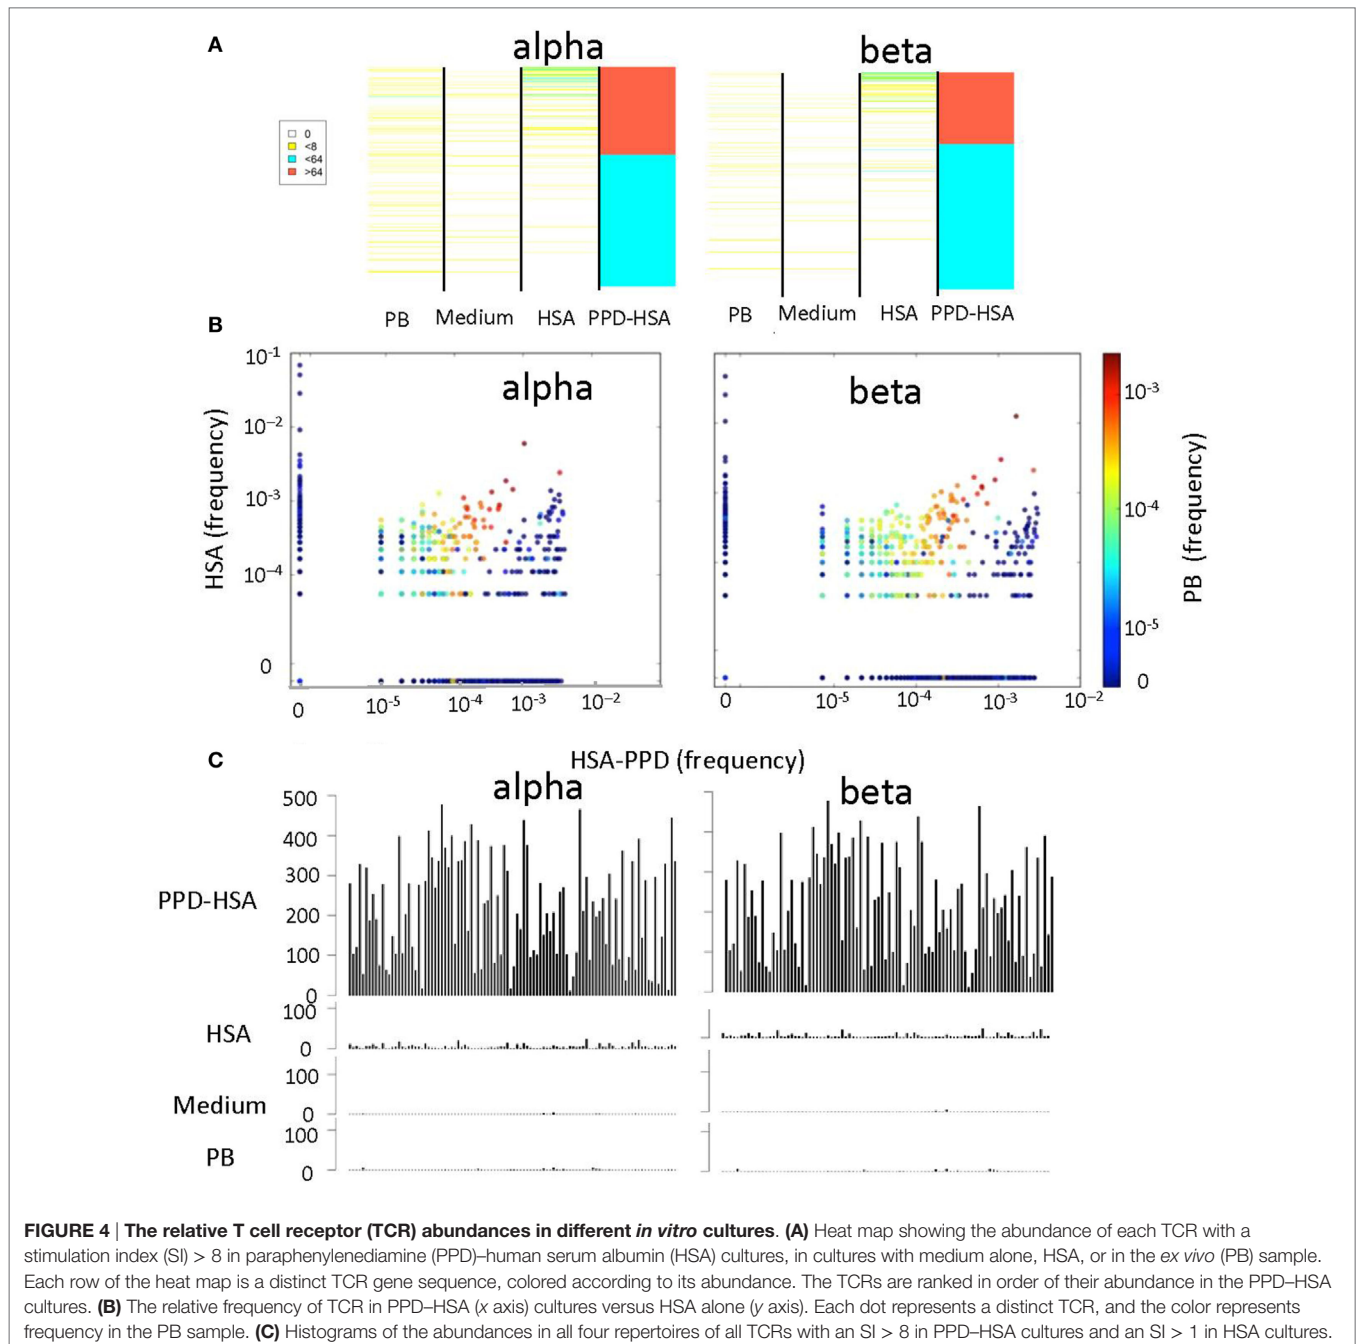 A
alpha
beta
0
<8
<64
>64
PB
Medium
HSA
PPD-HSA
PB
Medium
HSA
PPD-HSA
B
10-1
10-2
10-3
10-4
0
HSA (frequency)
alpha
0
10-5
10-4
10-3
10-2
beta
0
10-5
10-4
10-3
10-2
10-3
10-4
10-5
0
PB (frequency)
HSA-PPD (frequency)
C
alpha
beta
500
400
300
200
100
0
PPD-HSA
100
0
HSA
100
0
Medium
100
0
PB
FIGURE 4 | The relative T cell receptor (TCR) abundances in different in vitro cultures. (A) Heat map showing the abundance of each TCR with a
stimulation index (SI) > 8 in paraphenylenediamine (PPD)–human serum albumin (HSA) cultures, in cultures with medium alone, HSA, or in the ex vivo (PB) sample.
Each row of the heat map is a distinct TCR gene sequence, colored according to its abundance. The TCRs are ranked in order of their abundance in the PPD–HSA
cultures. (B) The relative frequency of TCR in PPD–HSA (x axis) cultures versus HSA alone (y axis). Each dot represents a distinct TCR, and the color represents
frequency in the PB sample. (C) Histograms of the abundances in all four repertoires of all TCRs with an SI > 8 in PPD–HSA cultures and an SI > 1 in HSA cultures.